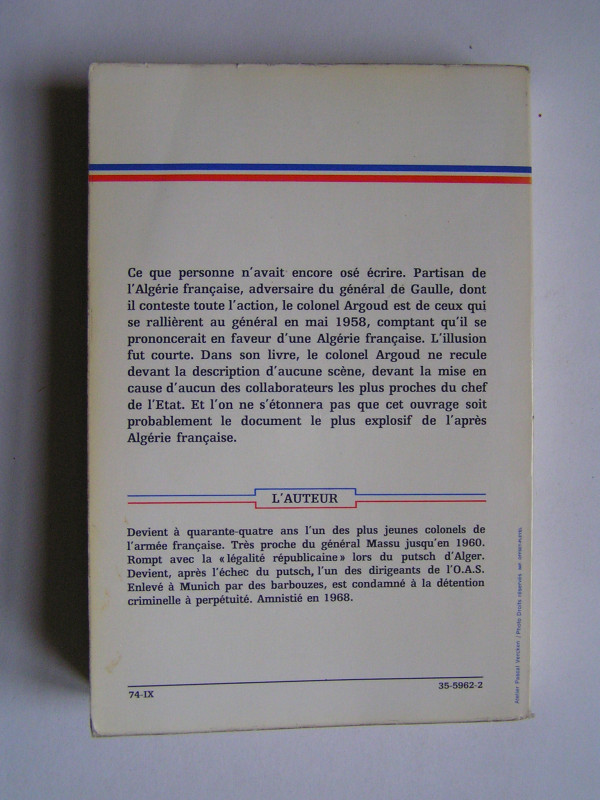 Ce que personne n'avait encore osé écrire. Partisan de
l'Algérie française, adversaire du général de Gaulle, dont
il conteste toute l'action, le colonel Argoud est de ceux qui
se rallièrent au général en mai 1958, comptant qu'il se
prononcerait en faveur d'une Algérie française. L'illusion
fut courte. Dans son livre, le colonel Argoud ne recule
devant la description d'aucune scène, devant la mise en
cause d'aucun des collaborateurs les plus proches du chef
de l'Etat. Et l'on ne s'étonnera pas que cet ouvrage soit
probablement le document le plus explosif de l'après
Algérie française.
L'AUTEUR
Devient à quarante-quatre ans l'un des plus jeunes colonels de
l'armée française. Très proche du général Massu jusqu'en 1960.
Rompt avec la «légalité républicaine» lors du putsch d'Alger.
Devient, après l'échec du putsch, l'un des dirigeants de l'O.A.S.
Enlevé à Munich par des barbouzes, est condamné à la détention
criminelle à perpétuité. Amnistié en 1968.
74-IX
35-5962-2
Atelier Pascal Vercken / Photo Droits réservés